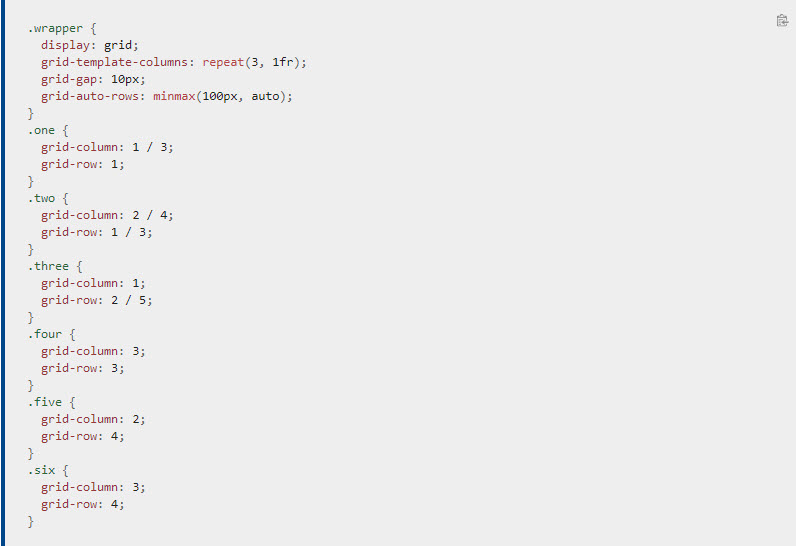 .wrapper {
  display: grid;
  grid-template-columns: repeat(3, 1fr);
  grid-gap: 10px;
  grid-auto-rows: minmax(100px, auto);
}
.one {
  grid-column: 1 / 3;
  grid-row: 1;
}
.two {
  grid-column: 2 / 4;
  grid-row: 1 / 3;
}
.three {
  grid-column: 1;
  grid-row: 2 / 5;
}
.four {
  grid-column: 3;
  grid-row: 3;
}
.five {
  grid-column: 2;
  grid-row: 4;
}
.six {
  grid-column: 3;
  grid-row: 4;
}